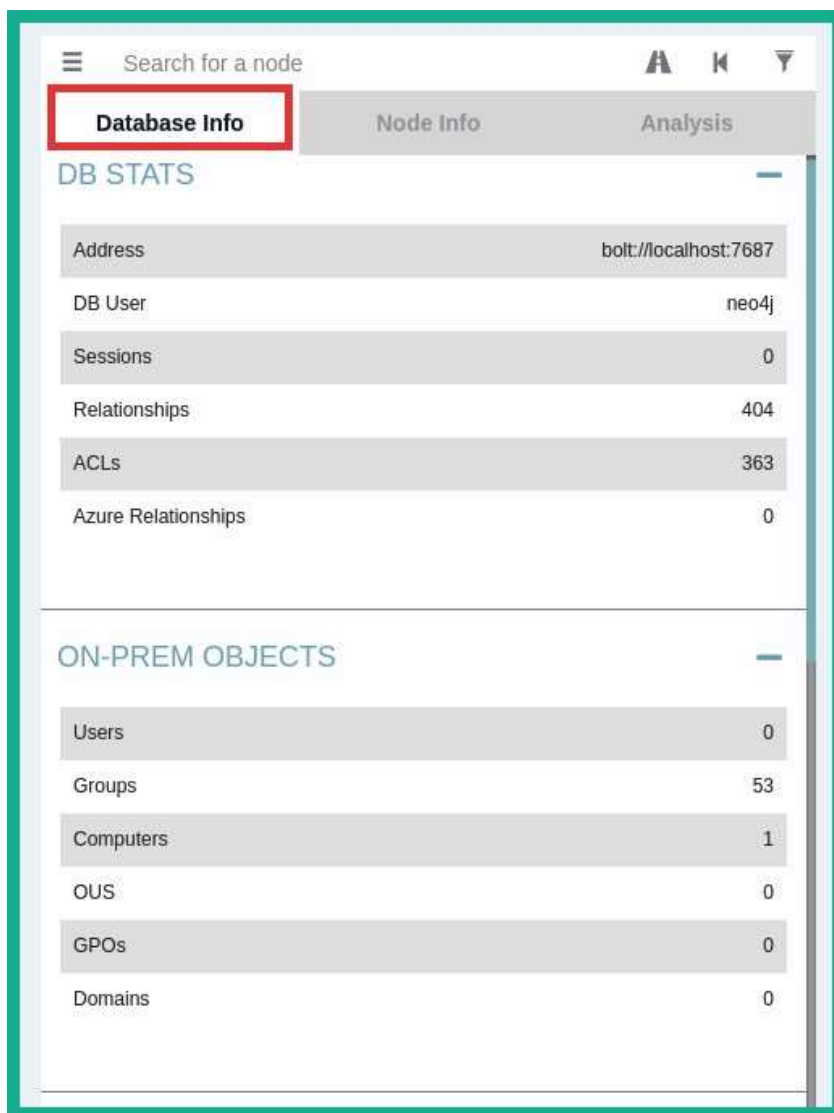 Search for a node
Database Info Node Info Analysis
DB STATS
Address bolt://localhost:7687
DB User neo4j
Sessions 0
Relationships 404
ACLs 363
Azure Relationships 0
ON-PREM OBJECTS
Users 0
Groups 53
Computers 1
OUS 0
GPOs 0
Domains 0